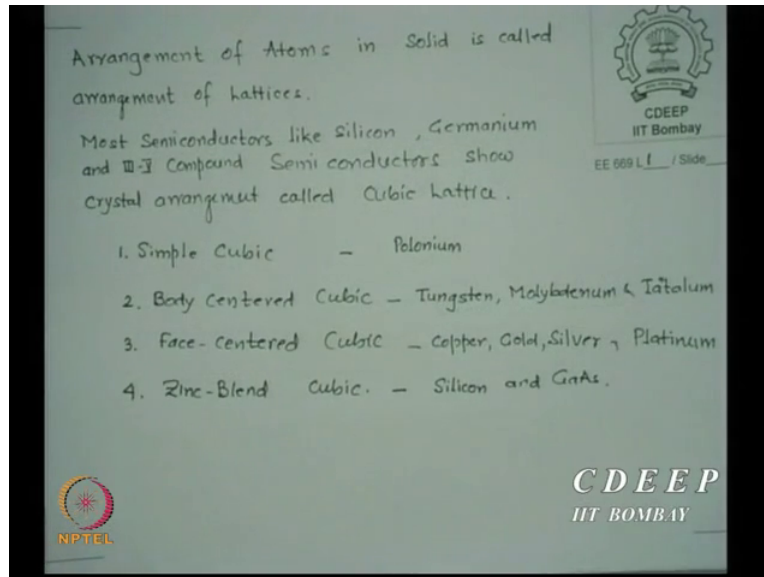 Arrangement of Atoms in Solid is called
arrangement of Lattices.
Most Semiconductors like Silicon, Germanium
and III-V Compound Semiconductors show
Crystal arrangement called Cubic Lattice.
1. Simple Cubic - Polonium
2. Body Centered Cubic - Tungsten, Molybdenum & Tatalum
3. Face-Centered Cubic - Copper, Gold, Silver, Platinum
4. Zinc-Blend Cubic. - Silicon and GaAs.
CDEEP
IIT Bombay
EE 669 L 1 / Slide
NPTEL
CDEEP
IIT BOMBAY